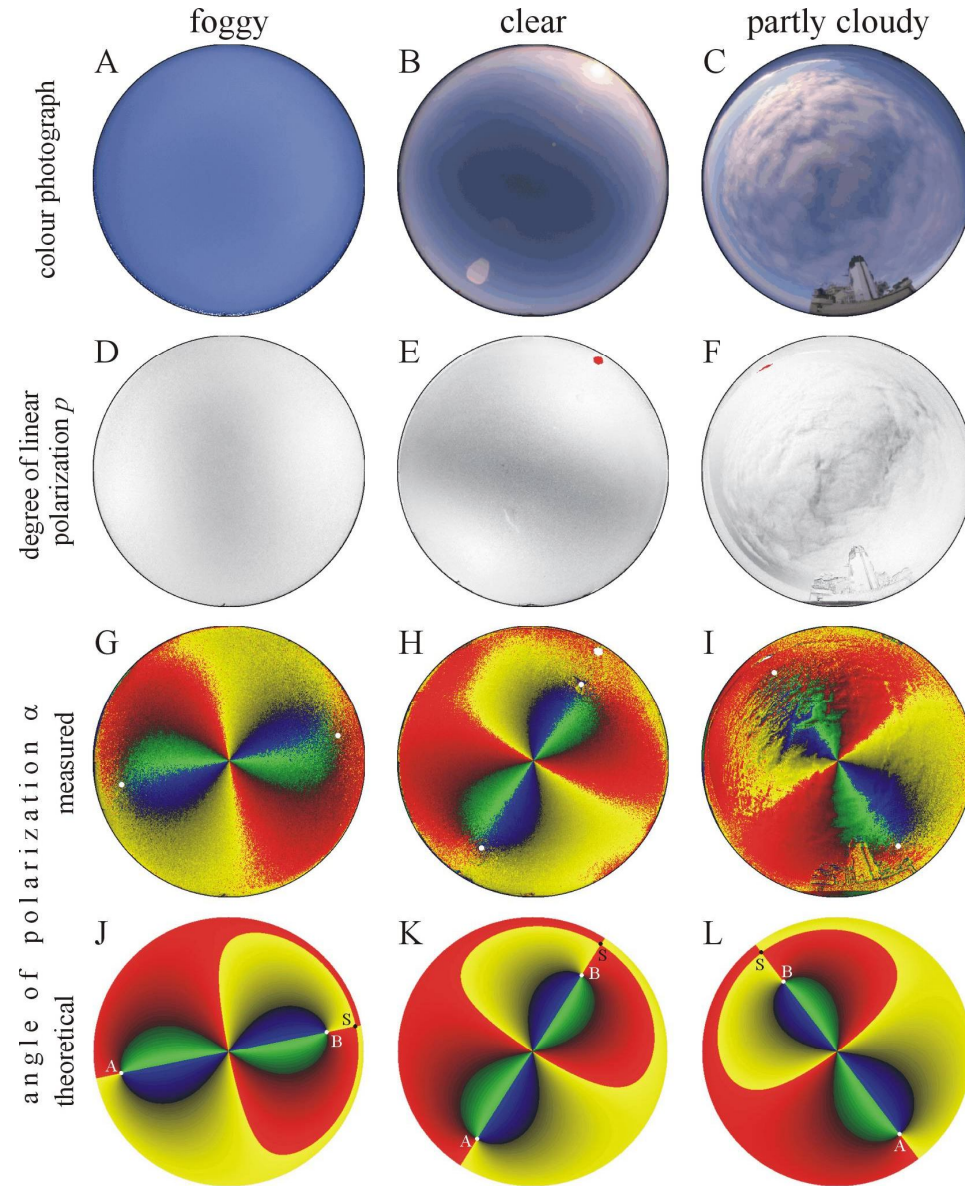 foggy
clear
partly cloudy
A
B
C
colour photograph
D
E
F
degree of linear
polarization p
G
H
I
angle of polarization α
measured
J
K
L
theoretical
A
B
S
A
B
S
A
B
S